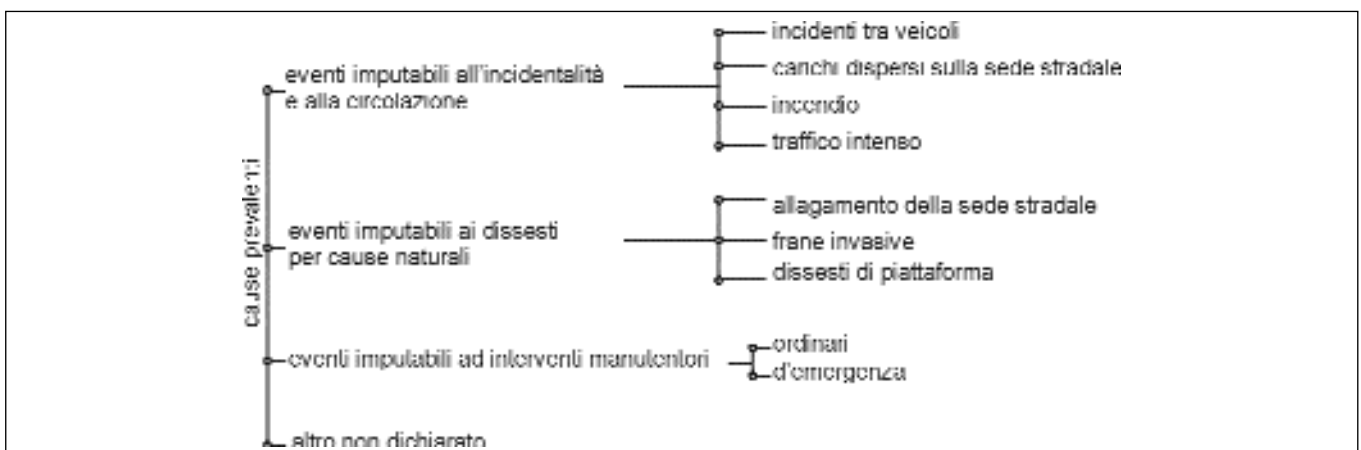 incidenti tra veicoli
eventi imputabili all'incidentalità
e alla circolazione
carichi dispersi sulla sede stradale
incendio
traffico intenso
cause prevalenti
eventi imputabili ai dissesti
per cause naturali
allagamento della sede stradale
frane invasive
dissesti di piattaforma
eventi imputabili ad interventi manutentori
ordinari
d'emergenza
altro non dichiarato